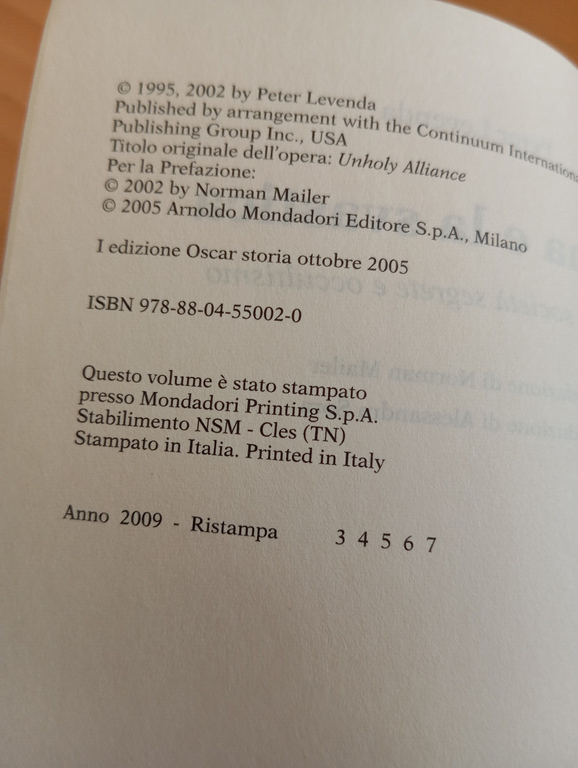 © 1995, 2002 by Peter Levenda
Published by arrangement with the Continuum International
Publishing Group Inc., USA
Titolo originale dell'opera: Unholy Alliance
Per la Prefazione:
© 2002 by Norman Mailer
© 2005 Arnoldo Mondadori Editore S.p.A., Milano
I edizione Oscar storia ottobre 2005
ISBN 978-88-04-55002-0
Questo volume è stato stampato
presso Mondadori Printing S.p.A.
Stabilimento NSM - Cles (TN)
Stampato in Italia. Printed in Italy
Anno 2009 - Ristampa 3 4 5 6 7